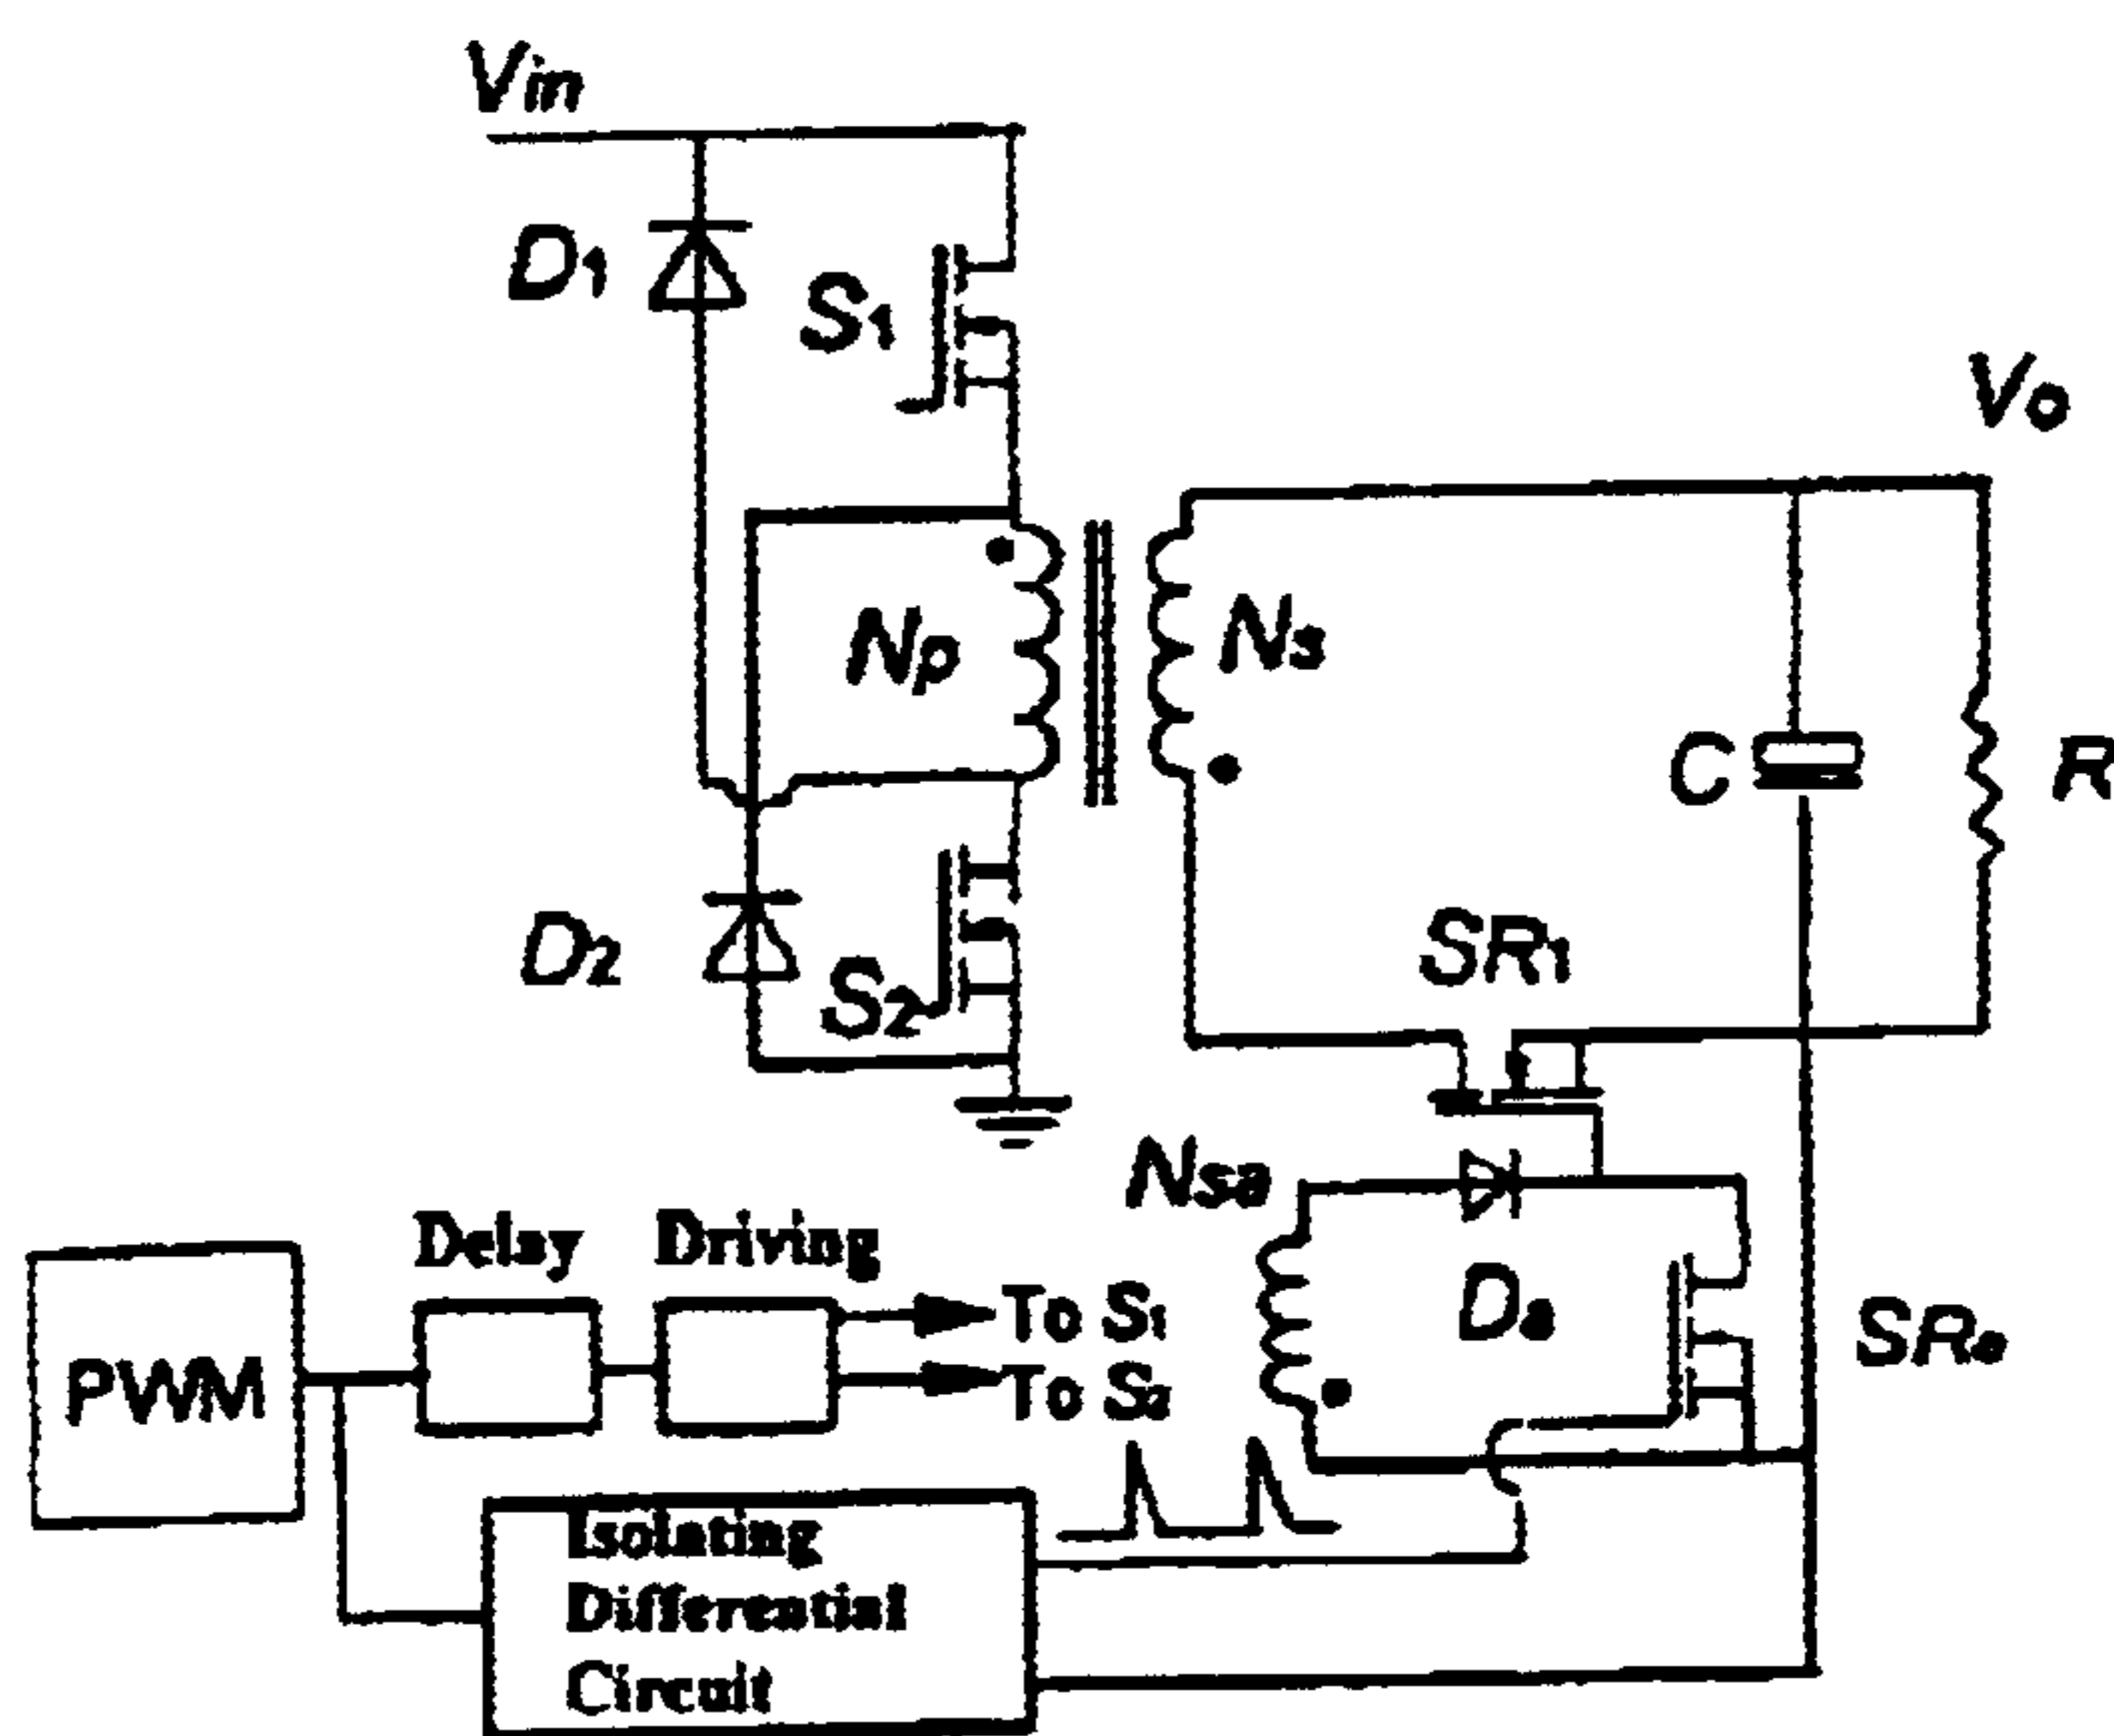 Vin
D1
S1
Vo
Np
Ns
C
R
D2
S2
SR1
Nsa
Delay
Driving
To S1
Da
SRa
PWM
To S2
Isolating
Differential
Circuit